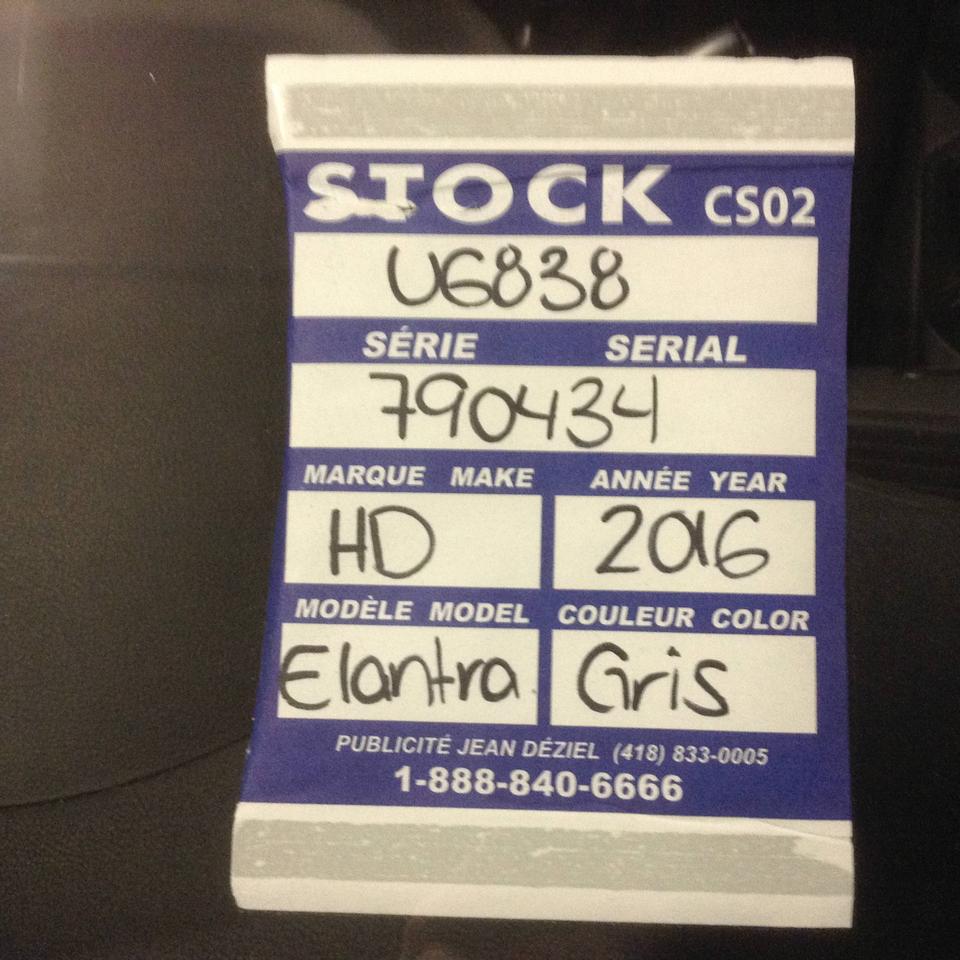 STOCK CS02
U6838
SÉRIE SERIAL
790434
MARQUE MAKE ANNÉE YEAR
HD 2016
MODÈLE MODEL COULEUR COLOR
Elantra Gris
PUBLICITÉ JEAN DÉZIEL (418) 833-0005
1-888-840-6666